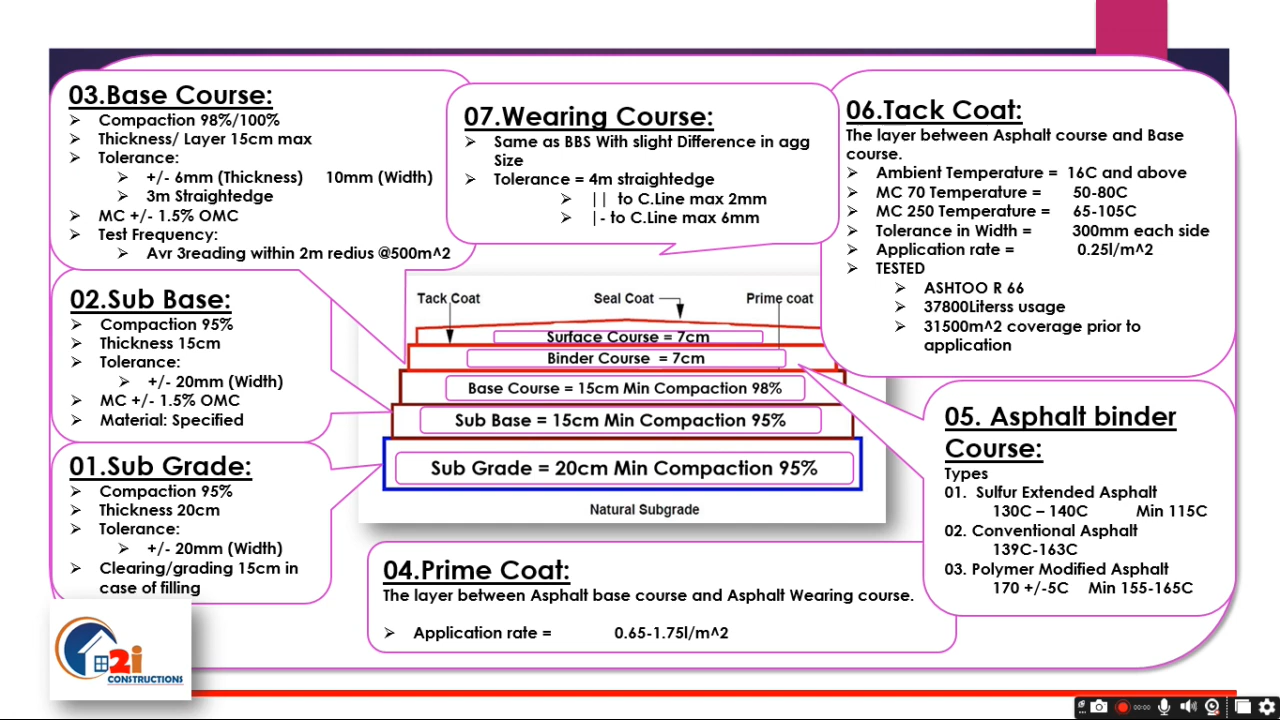 03.Base Course:
➢ Compaction 98%/100%
➢ Thickness/ Layer 15cm max
➢ Tolerance:
➢ +/- 6mm (Thickness) 10mm (Width)
➢ 3m Straightedge
➢ MC +/- 1.5% OMC
➢ Test Frequency:
➢ Avr 3reading within 2m redius @500m^2
07.Wearing Course:
➢ Same as BBS With slight Difference in agg
Size
➢ Tolerance = 4m straightedge
➢ || to C.Line max 2mm
➢ |- to C.Line max 6mm
06.Tack Coat:
The layer between Asphalt course and Base
course.
➢ Ambient Temperature = 16C and above
➢ MC 70 Temperature = 50-80C
➢ MC 250 Temperature = 65-105C
➢ Tolerance in Width = 300mm each side
➢ Application rate = 0.25l/m^2
➢ TESTED
➢ ASHTOO R 66
➢ 37800Literss usage
➢ 31500m^2 coverage prior to
application
02.Sub Base:
➢ Compaction 95%
➢ Thickness 15cm
➢ Tolerance:
➢ +/- 20mm (Width)
➢ MC +/- 1.5% OMC
➢ Material: Specified
Tack Coat Seal Coat Prime coat
Surface Course = 7cm
Binder Course = 7cm
Base Course = 15cm Min Compaction 98%
Sub Base = 15cm Min Compaction 95%
Sub Grade = 20cm Min Compaction 95%
Natural Subgrade
01.Sub Grade:
➢ Compaction 95%
➢ Thickness 20cm
➢ Tolerance:
➢ +/- 20mm (Width)
➢ Clearing/grading 15cm in
case of filling
05. Asphalt binder
Course:
Types
01. Sulfur Extended Asphalt
130C – 140C Min 115C
02. Conventional Asphalt
139C-163C
03. Polymer Modified Asphalt
170 +/-5C Min 155-165C
04.Prime Coat:
The layer between Asphalt base course and Asphalt Wearing course.
➢ Application rate = 0.65-1.75l/m^2
2i
CONSTRUCTIONS
00:00